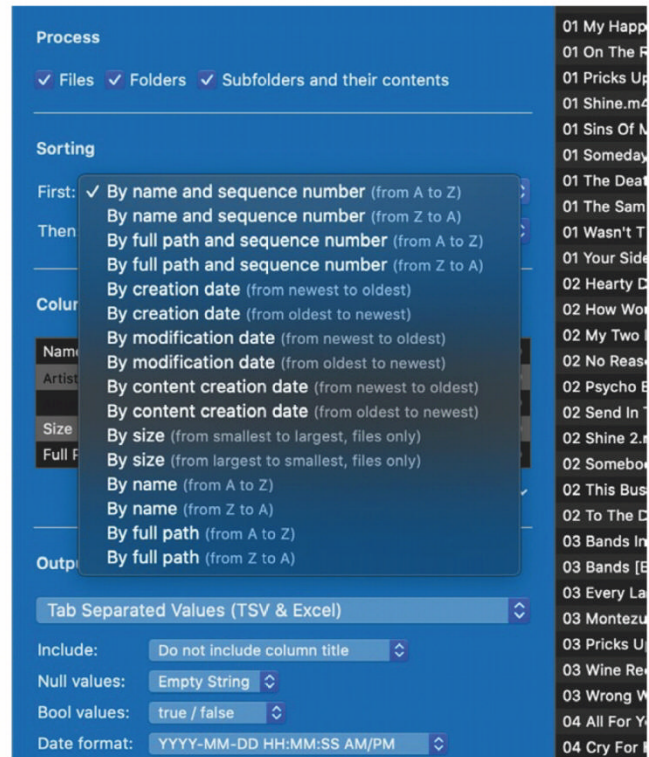 Process
Files Folders Subfolders and their contents
Sorting
First:
✓ By name and sequence number (from A to Z)
By name and sequence number (from Z to A)
Then
By full path and sequence number (from A to Z)
By full path and sequence number (from Z to A)
By creation date (from newest to oldest)
By creation date (from oldest to newest)
By modification date (from newest to oldest)
By modification date (from oldest to newest)
By content creation date (from newest to oldest)
By content creation date (from oldest to newest)
By size (from smallest to largest, files only)
By size (from largest to smallest, files only)
By name (from A to Z)
By name (from Z to A)
By full path (from A to Z)
By full path (from Z to A)
Colu
Name
Artist
Size
Full
Outp
Tab Separated Values (TSV & Excel)
Include: Do not include column title
Null values: Empty String
Bool values: true / false
Date format: YYYY-MM-DD HH:MM:SS AM/PM
01 My Happ
01 On The
01 Pricks Up
01 Shine.m4
01 Sins Of
01 Someday
01 The Deat
01 The Sam
01 Wasn't T
01 Your Side
02 Hearty D
02 How Wo
02 My Two
02 No Reas
02 Psycho
02 Send In
02 Shine 2.
02 Somebo
02 This Bus
02 To The
03 Bands In
03 Bands [
03 Every La
03 Montezu
03 Pricks U
03 Wine Re
03 Wrong
04 All For Y
04 Cry For